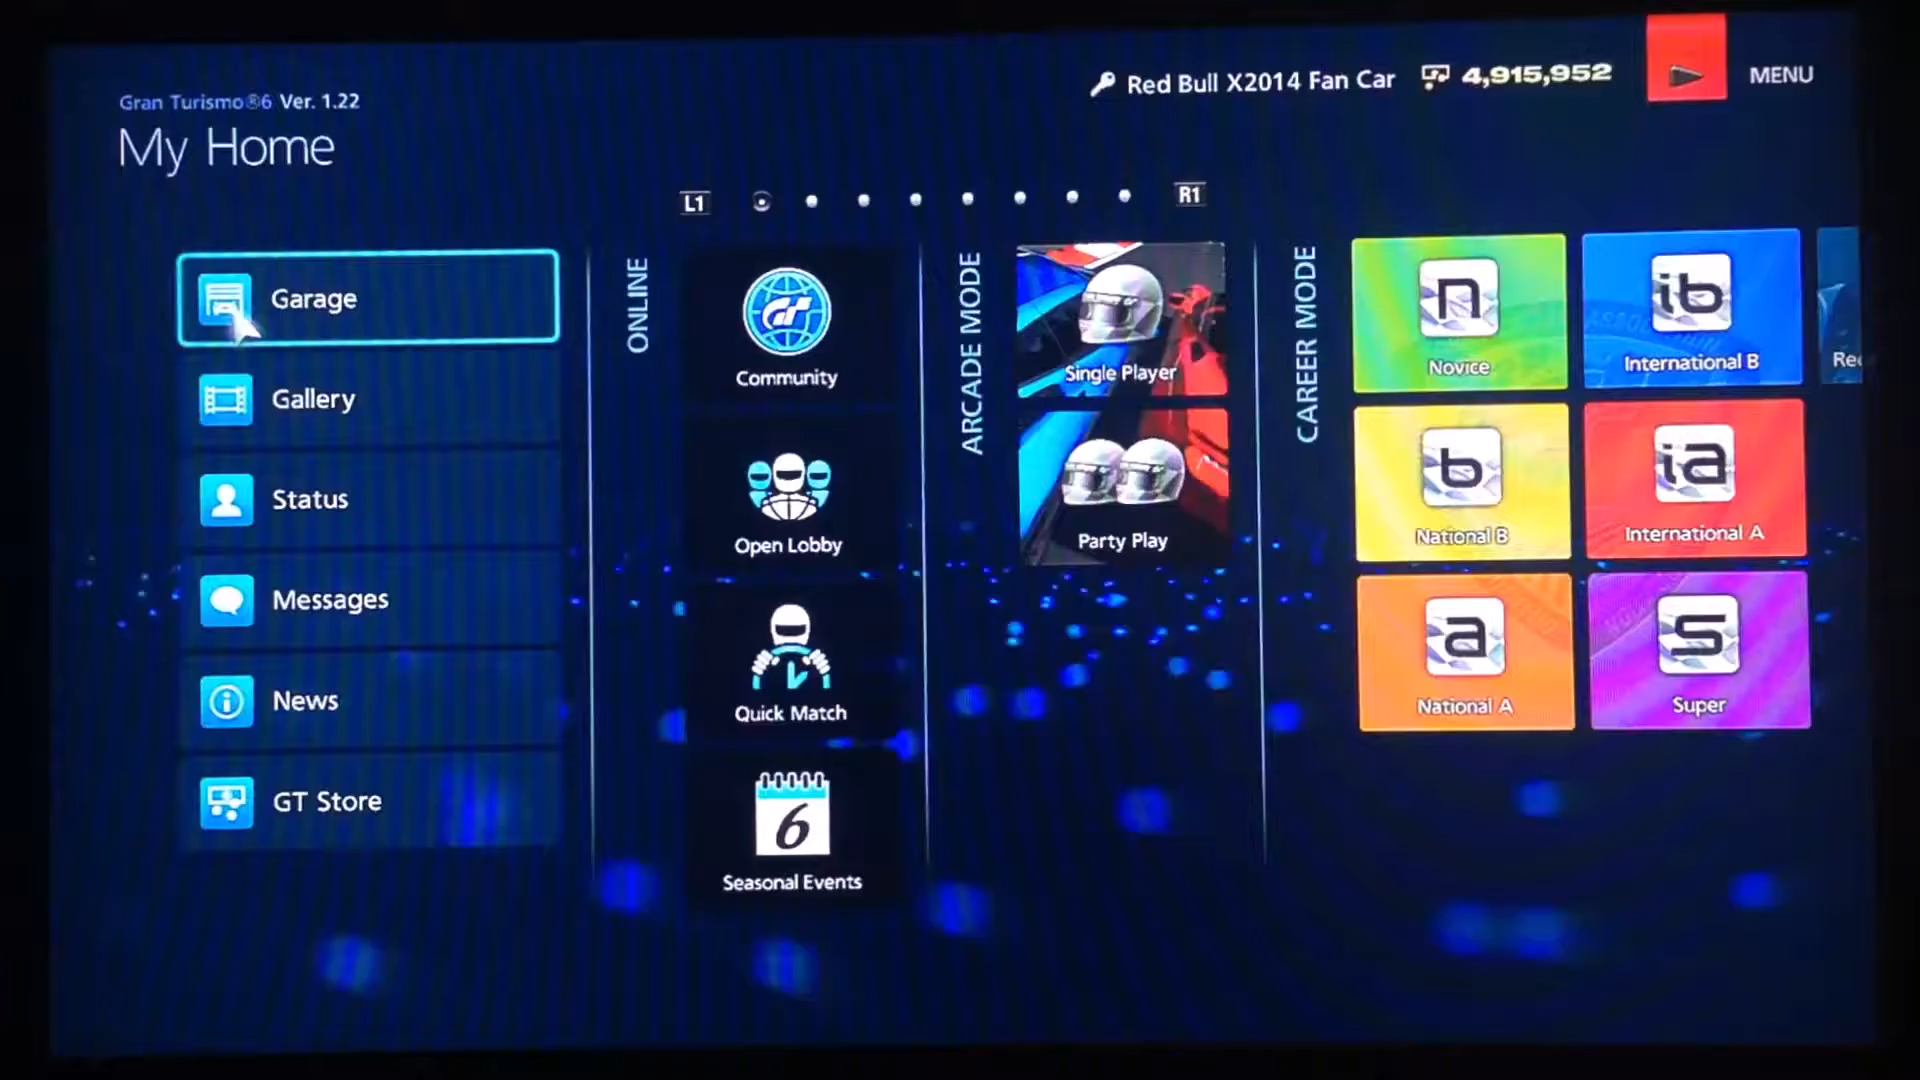 Gran Turismo®6 Ver. 1.22
My Home
Red Bull X2014 Fan Car
4,915,952
MENU
L1
R1
Garage
Gallery
Status
Messages
News
GT Store
ONLINE
Community
Open Lobby
Quick Match
6
Seasonal Events
ARCADE MODE
Single Player
Party Play
CAREER MODE
n
Novice
ib
International B
b
National B
ia
International A
a
National A
S
Super